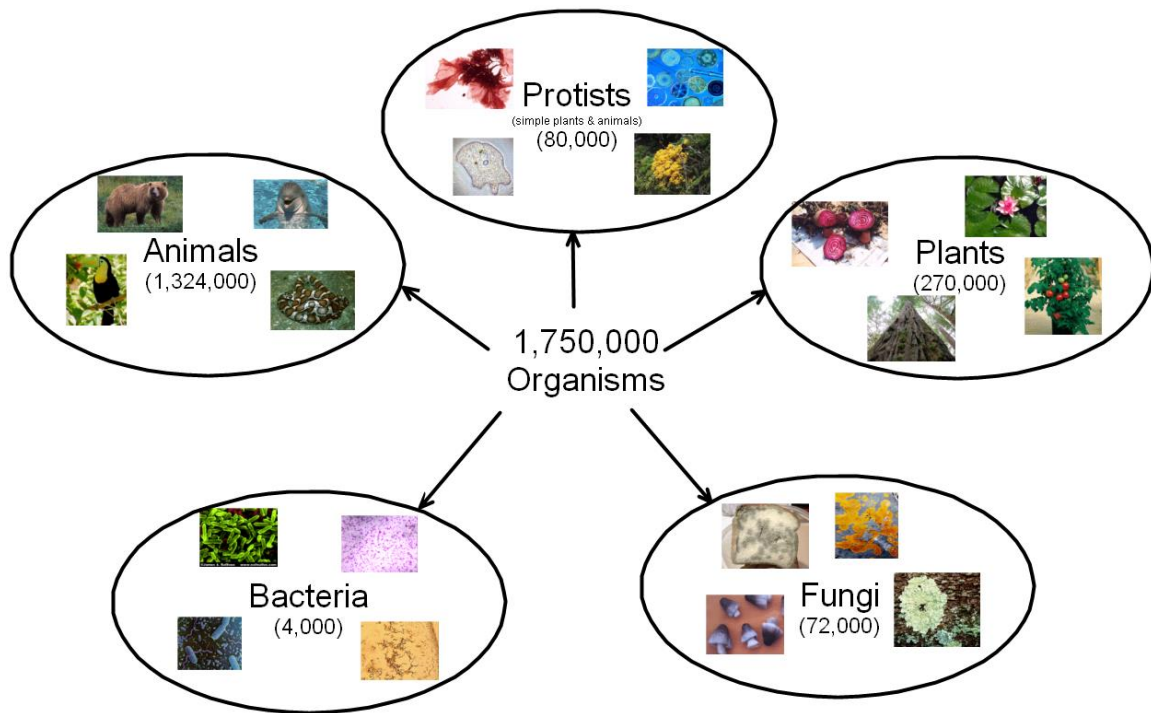 Protists
(simple plants & animals)
(80,000)
Animals
(1,324,000)
Plants
(270,000)
1,750,000
Organisms
Bacteria
(4,000)
Fungi
(72,000)